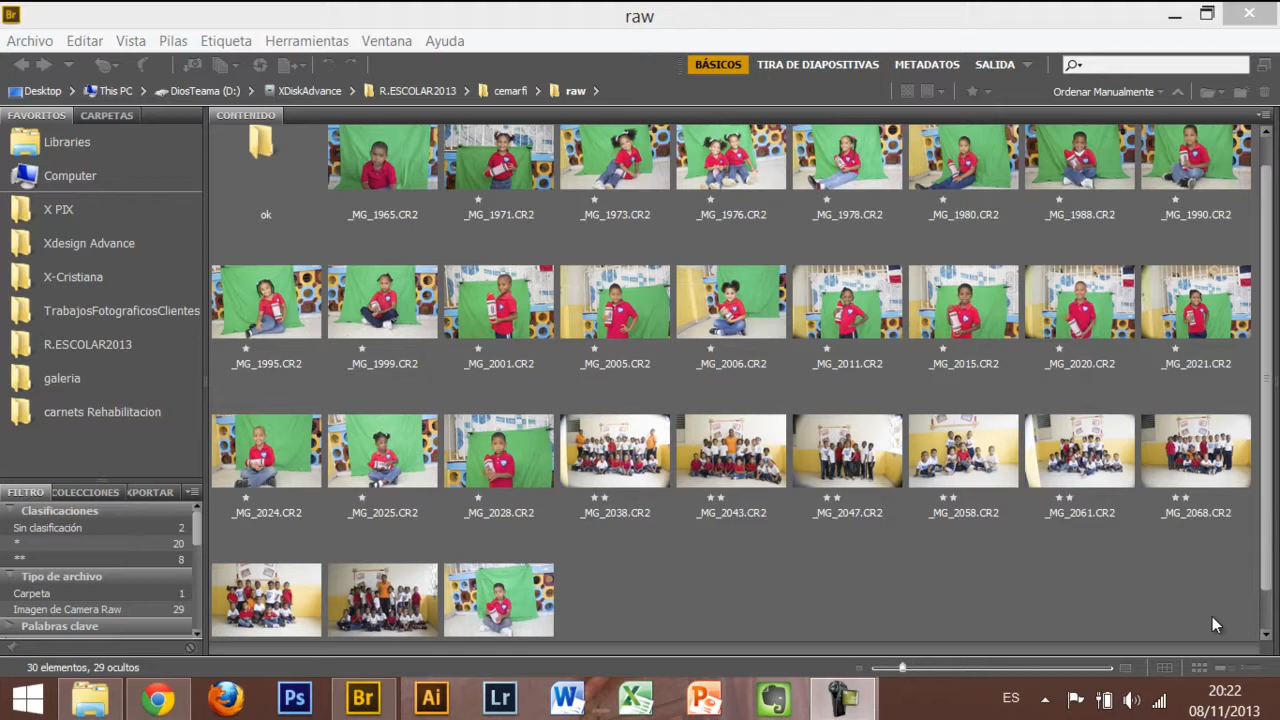 Br
raw
Archivo Editar Vista Pilas Etiqueta Herramientas Ventana Ayuda
BÁSICOS TIRA DE DIAPOSITIVAS METADATOS SALIDA
Desktop This PC DiosTeama (D:) XDiskAdvance R.ESCOLAR2013 cemarfi raw
Ordenar Manualmente
FAVORITOS CARPETAS
CONTENIDO
Libraries
Computer
X PIX
Xdesign Advance
X-Cristiana
TrabajosFotograficosClientes
R.ESCOLAR2013
galeria
carnets Rehabilitacion
ok _MG_1965.CR2 _MG_1971.CR2 _MG_1973.CR2 _MG_1976.CR2 _MG_1978.CR2 _MG_1980.CR2 _MG_1988.CR2 _MG_1990.CR2
_MG_1995.CR2 _MG_1999.CR2 _MG_2001.CR2 _MG_2005.CR2 _MG_2006.CR2 _MG_2011.CR2 _MG_2015.CR2 _MG_2020.CR2 _MG_2021.CR2
_MG_2024.CR2 _MG_2025.CR2 _MG_2028.CR2 _MG_2038.CR2 _MG_2043.CR2 _MG_2047.CR2 _MG_2058.CR2 _MG_2061.CR2 _MG_2068.CR2
FILTRO COLECCIONES XPORTAR
Clasificaciones
Sin clasificación 2
* 20
** 8
Tipo de archivo
Carpeta 1
Imagen de Camera Raw 29
Palabras clave
30 elementos, 29 ocultos
Ps Br Ai Lr W X P
ES
20:22
08/11/2013